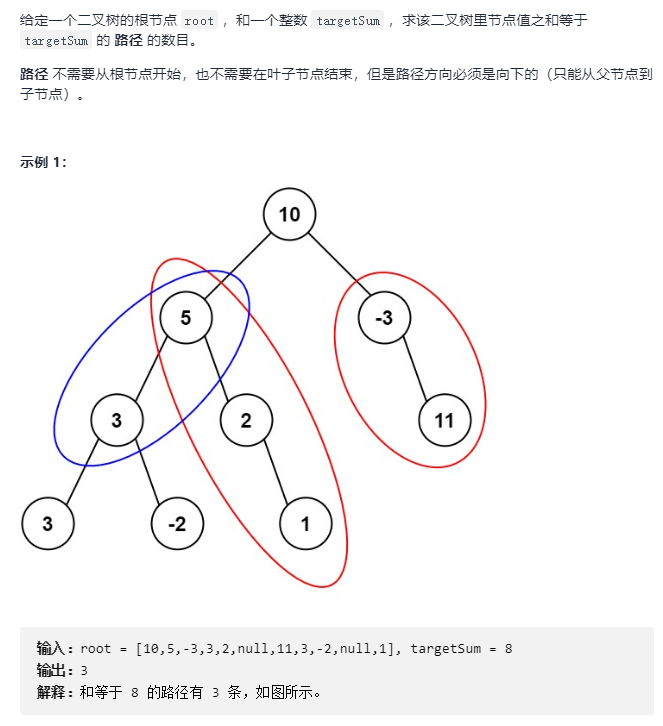 给定一个二叉树的根节点 root ，和一个整数 targetSum ，求该二叉树里节点值之和等于
targetSum 的 路径 的数目。
路径 不需要从根节点开始，也不需要在叶子节点结束，但是路径方向必须是向下的（只能从父节点到
子节点）。
示例 1：
10
5
-3
3
2
11
3
-2
1
输入：root = [10,5,-3,3,2,null,11,3,-2,null,1], targetSum = 8
输出：3
解释：和等于 8 的路径有 3 条，如图所示。